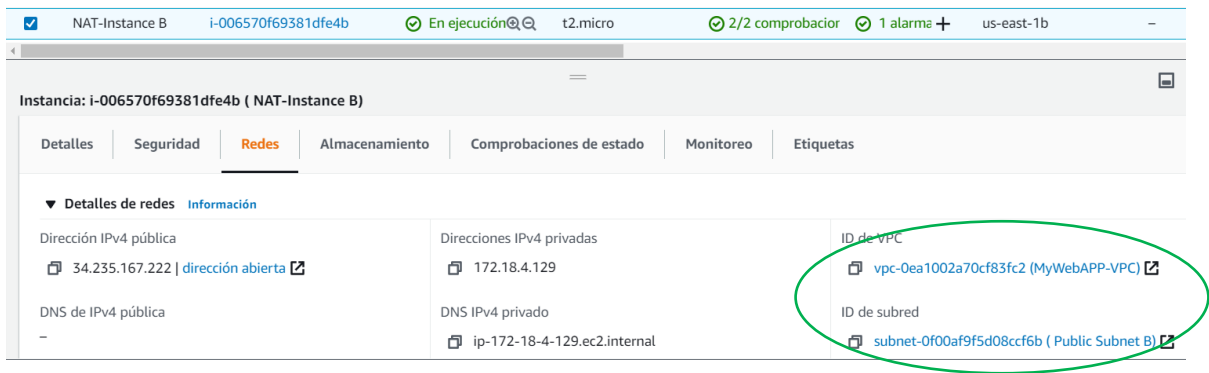 NAT-Instance B i-006570f69381dfe4b En ejecución t2.micro 2/2 comprobacior 1 alarma + us-east-1b –
Instancia: i-006570f69381dfe4b ( NAT-Instance B)
Detalles Seguridad Redes Almacenamiento Comprobaciones de estado Monitoreo Etiquetas
▼ Detalles de redes Información
Dirección IPv4 pública Direcciones IPv4 privadas ID de VPC
34.235.167.222 | dirección abierta 172.18.4.129 vpc-0ea1002a70cf83fc2 (MyWebAPP-VPC)
DNS de IPv4 pública DNS IPv4 privado ID de subred
– ip-172-18-4-129.ec2.internal subnet-0f00af9f5d08ccf6b ( Public Subnet B)